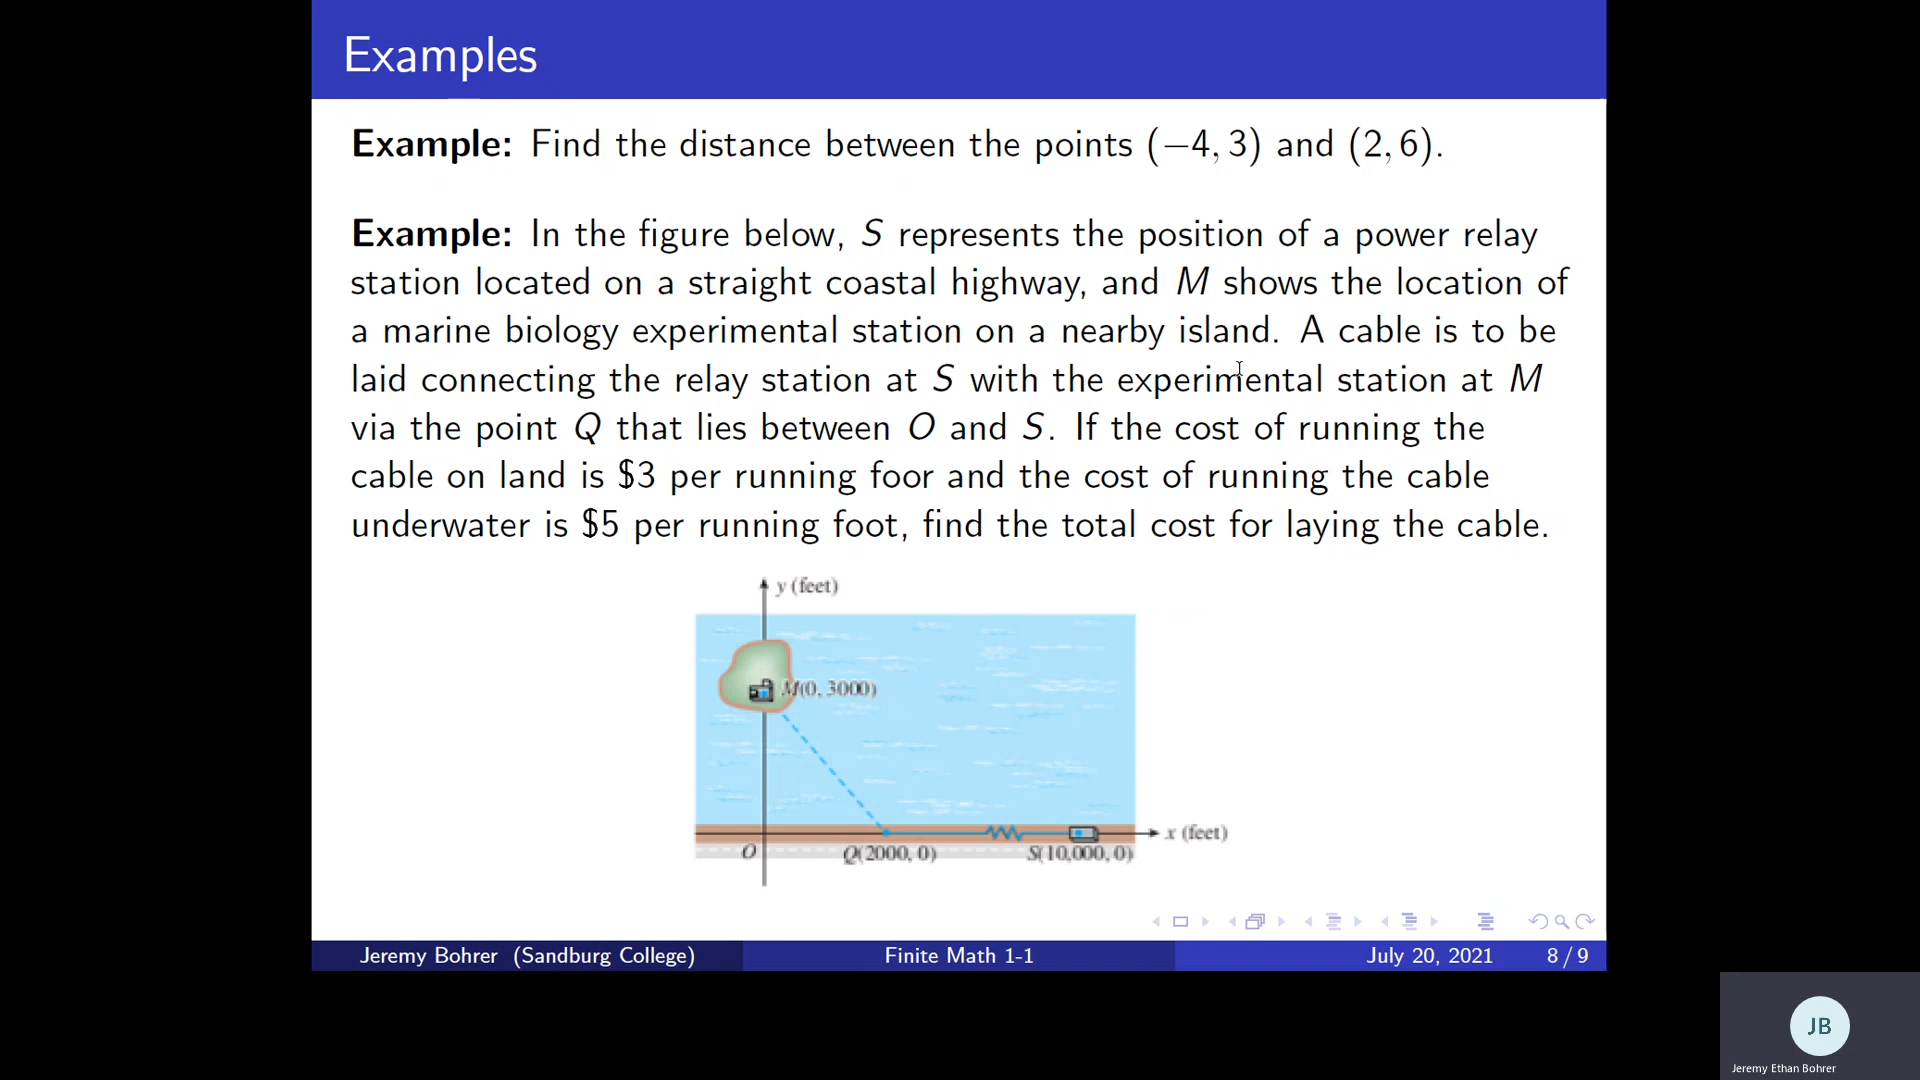 Examples
Example: Find the distance between the points (−4, 3) and (2, 6).
Example: In the figure below, S represents the position of a power relay
station located on a straight coastal highway, and M shows the location of
a marine biology experimental station on a nearby island. A cable is to be
laid connecting the relay station at S with the experimental station at M
via the point Q that lies between O and S. If the cost of running the
cable on land is $3 per running foor and the cost of running the cable
underwater is $5 per running foot, find the total cost for laying the cable.
y (feet)
M(0, 3000)
x (feet)
O
Q(2000, 0)
S(10,000, 0)
Jeremy Bohrer (Sandburg College)
Finite Math 1-1
July 20, 2021
8 / 9
JB
Jeremy Ethan Bohrer